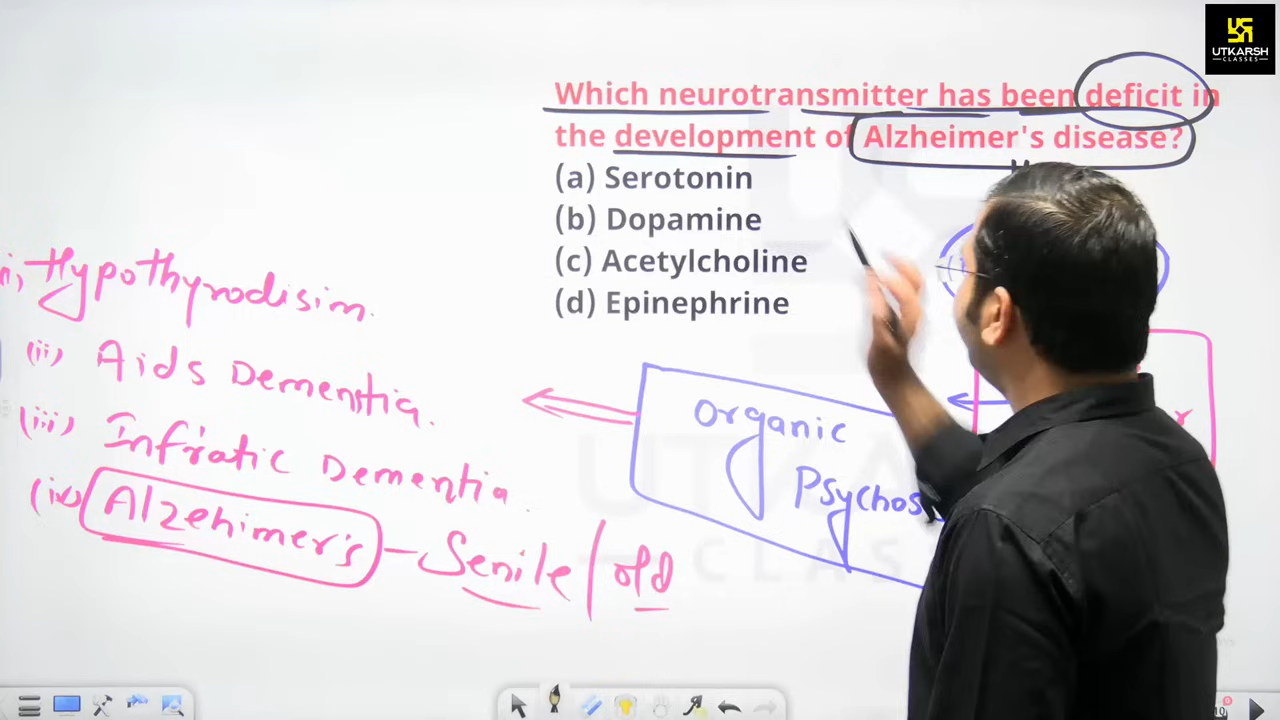 UTKARSH
CLASSES
Which neurotransmitter has been deficit in
the development of Alzheimer's disease?
(a) Serotonin
(b) Dopamine
(c) Acetylcholine
(d) Epinephrine
Hypothyrodisim.
(ii) Aids Dementia.
(iii) Infratic Dementia.
(iv) Alzehimer's - Senile / old
organic
Psychos